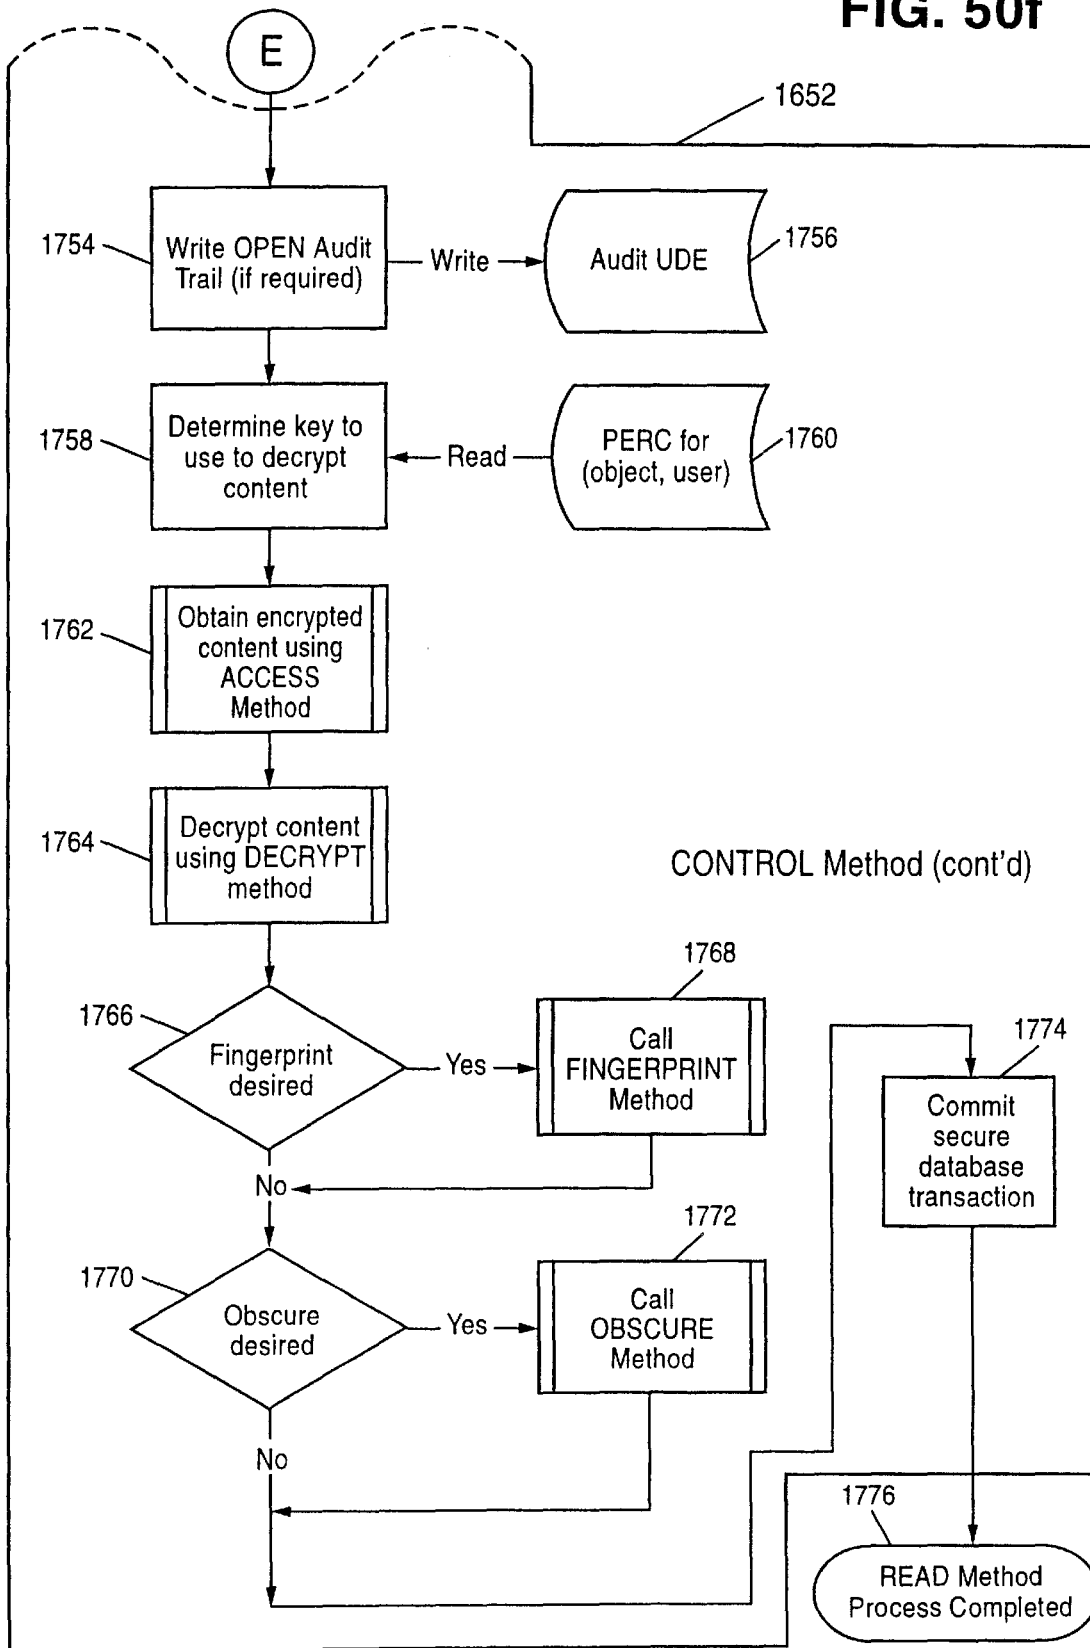 FIG. 50f
E
1652
1754
Write OPEN Audit
Trail (if required)
Write
Audit UDE
1756
1758
Determine key to
use to decrypt
content
Read
PERC for
(object, user)
1760
1762
Obtain encrypted
content using
ACCESS
Method
1764
Decrypt content
using DECRYPT
method
CONTROL Method (cont'd)
1766
Fingerprint
desired
Yes
1768
Call
FINGERPRINT
Method
No
1774
Commit
secure
database
transaction
1770
Obscure
desired
Yes
1772
Call
OBSCURE
Method
No
1776
READ Method
Process Completed